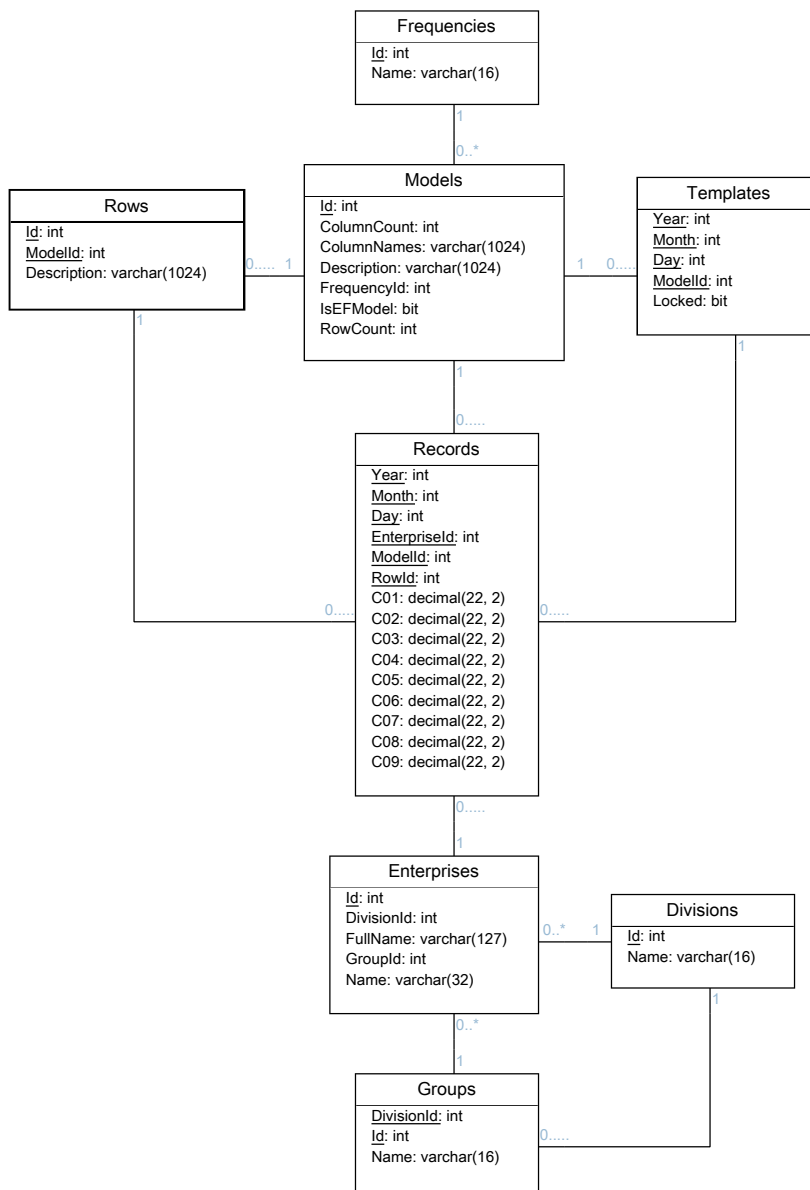 Frequencies
Id: int
Name: varchar(16)
1
0..*
Models
Id: int
ColumnCount: int
ColumnNames: varchar(1024)
Description: varchar(1024)
FrequencyId: int
IsEFModel: bit
RowCount: int
Rows
Id: int
ModelId: int
Description: varchar(1024)
0..... 1
1
Templates
Year: int
Month: int
Day: int
ModelId: int
Locked: bit
1 0.....
1
1
0.....
Records
Year: int
Month: int
Day: int
EnterpriseId: int
ModelId: int
RowId: int
C01: decimal(22, 2)
C02: decimal(22, 2)
C03: decimal(22, 2)
C04: decimal(22, 2)
C05: decimal(22, 2)
C06: decimal(22, 2)
C07: decimal(22, 2)
C08: decimal(22, 2)
C09: decimal(22, 2)
0.....
0.....
0.....
1
Enterprises
Id: int
DivisionId: int
FullName: varchar(127)
GroupId: int
Name: varchar(32)
0..* 1
Divisions
Id: int
Name: varchar(16)
1
0..*
1
Groups
DivisionId: int
Id: int
Name: varchar(16)
0.....